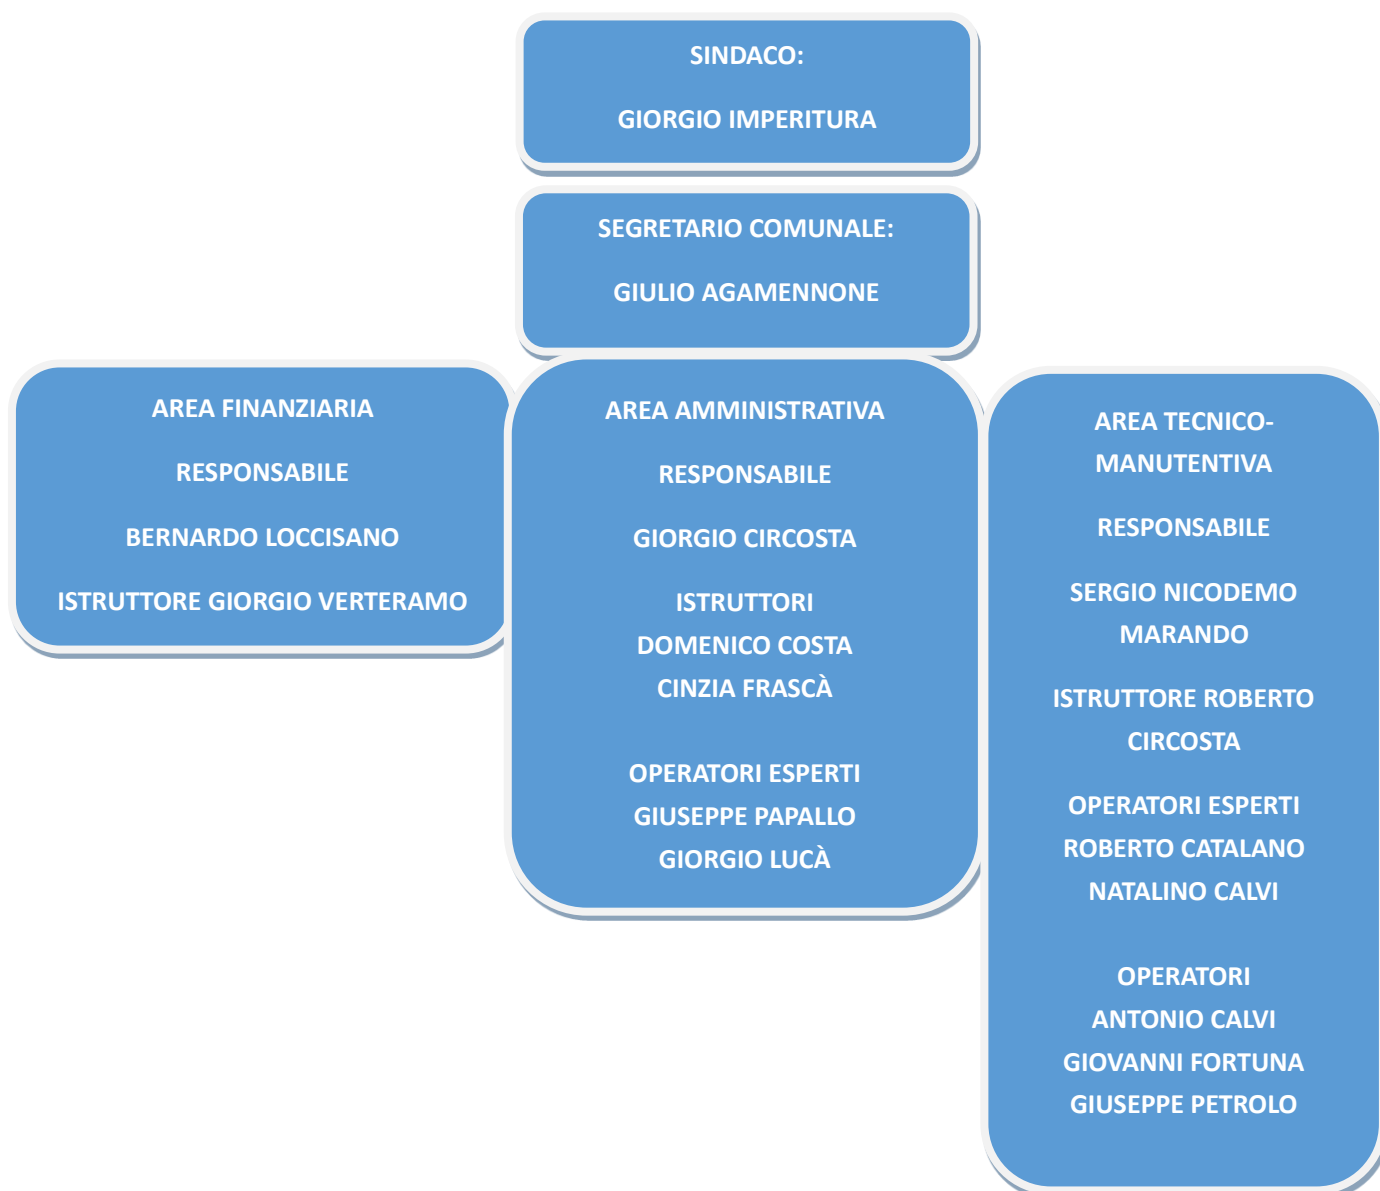 SINDACO:
GIORGIO IMPERITURA
SEGRETARIO COMUNALE:
GIULIO AGAMENNONE
AREA FINANZIARIA
RESPONSABILE
BERNARDO LOCCISANO
ISTRUTTORE GIORGIO VERTERAMO
AREA AMMINISTRATIVA
RESPONSABILE
GIORGIO CIRCOSTA
ISTRUTTORI
DOMENICO COSTA
CINZIA FRASCÀ
OPERATORI ESPERTI
GIUSEPPE PAPALLO
GIORGIO LUCÀ
AREA TECNICO-
MANUTENTIVA
RESPONSABILE
SERGIO NICODEMO
MARANDO
ISTRUTTORE ROBERTO
CIRCOSTA
OPERATORI ESPERTI
ROBERTO CATALANO
NATALINO CALVI
OPERATORI
ANTONIO CALVI
GIOVANNI FORTUNA
GIUSEPPE PETROLO